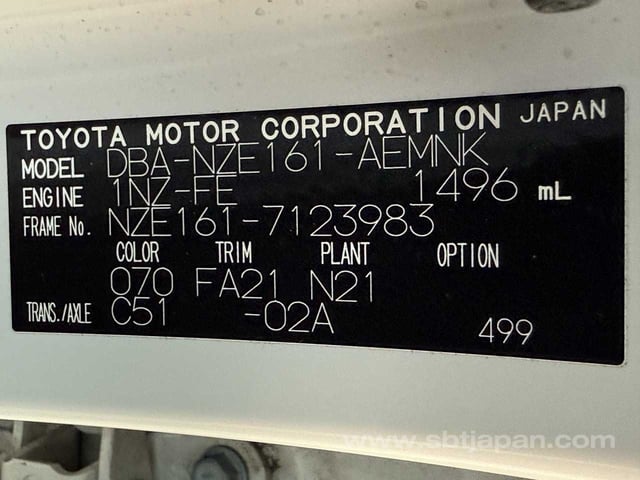 TOYOTA MOTOR CORPORATION JAPAN
MODEL DBA-NZE161-AEMNK
ENGINE 1NZ-FE 1496 mL
FRAME No. NZE161-7123983
COLOR TRIM PLANT OPTION
070 FA21 N21
TRANS./AXLE C51 -02A 499
www.sbtjapan.com